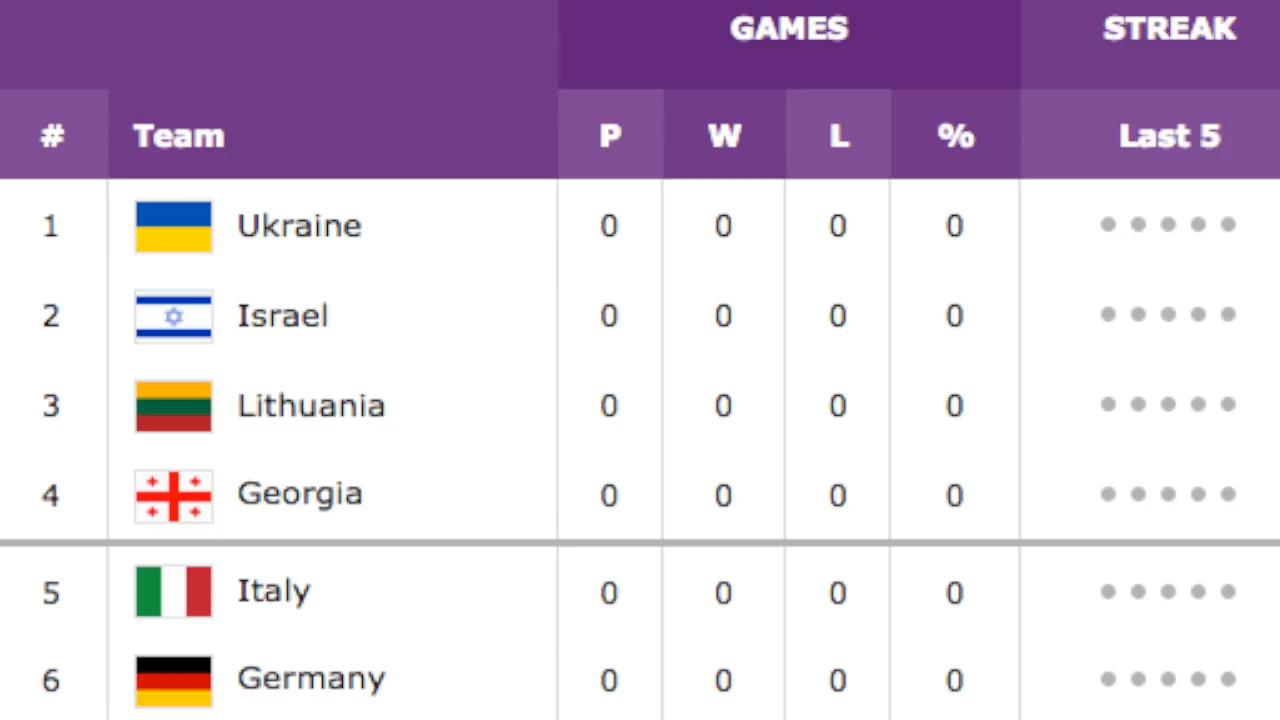 GAMES STREAK
# Team P W L % Last 5
1 Ukraine 0 0 0 0
2 Israel 0 0 0 0
3 Lithuania 0 0 0 0
4 Georgia 0 0 0 0
5 Italy 0 0 0 0
6 Germany 0 0 0 0